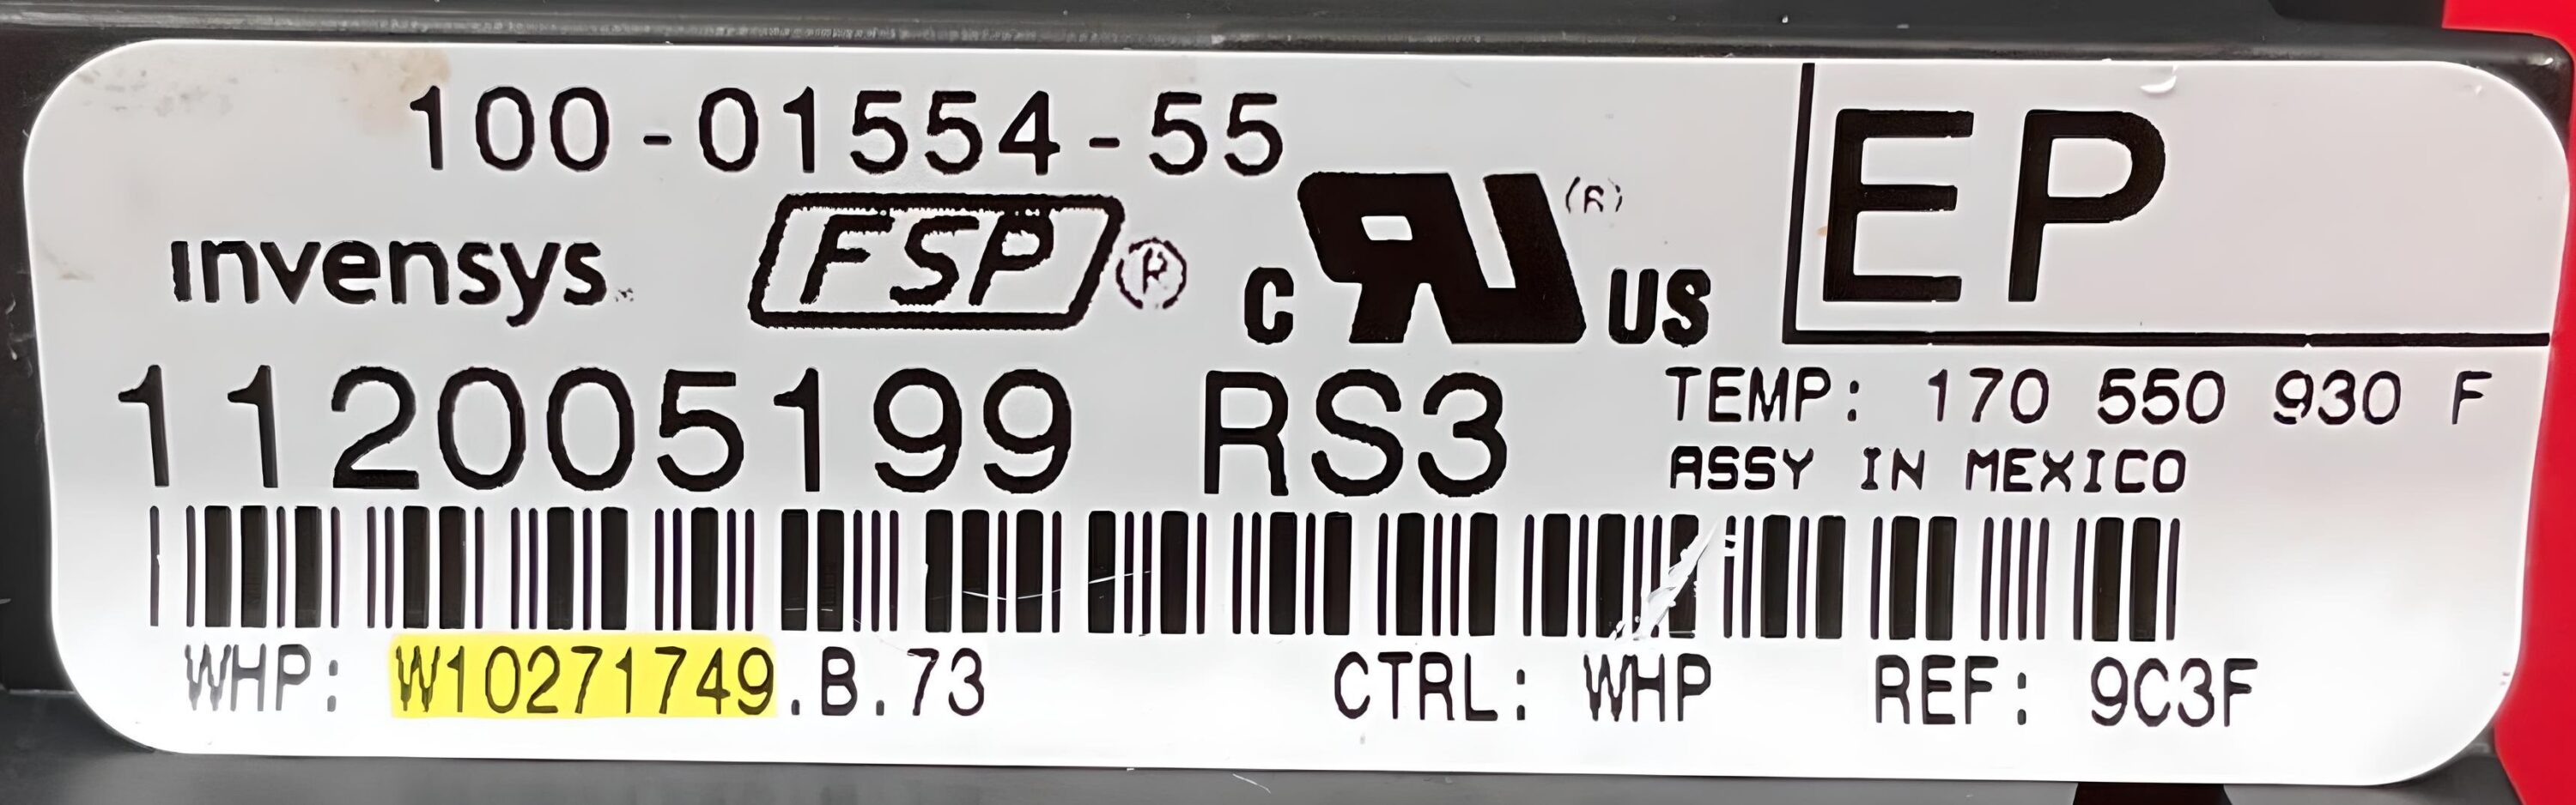 100-01554-55
EP
invensys FSP ® C RU (R) US
112005199 RS3
TEMP: 170 550 930 F
ASSY IN MEXICO
WHP: W10271749.B.73 CTRL: WHP REF: 9C3F